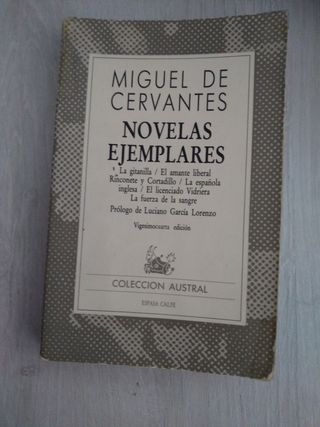 MIGUEL DE
CERVANTES
NOVELAS
EJEMPLARES
La gitanilla / El amante liberal
Rinconete y Cortadillo / La española
inglesa / El licenciado Vidriera
La fuerza de la sangre
Prólogo de Luciano García Lorenzo
Vigesimocuarta edición
COLECCION AUSTRAL
ESPASA CALPE